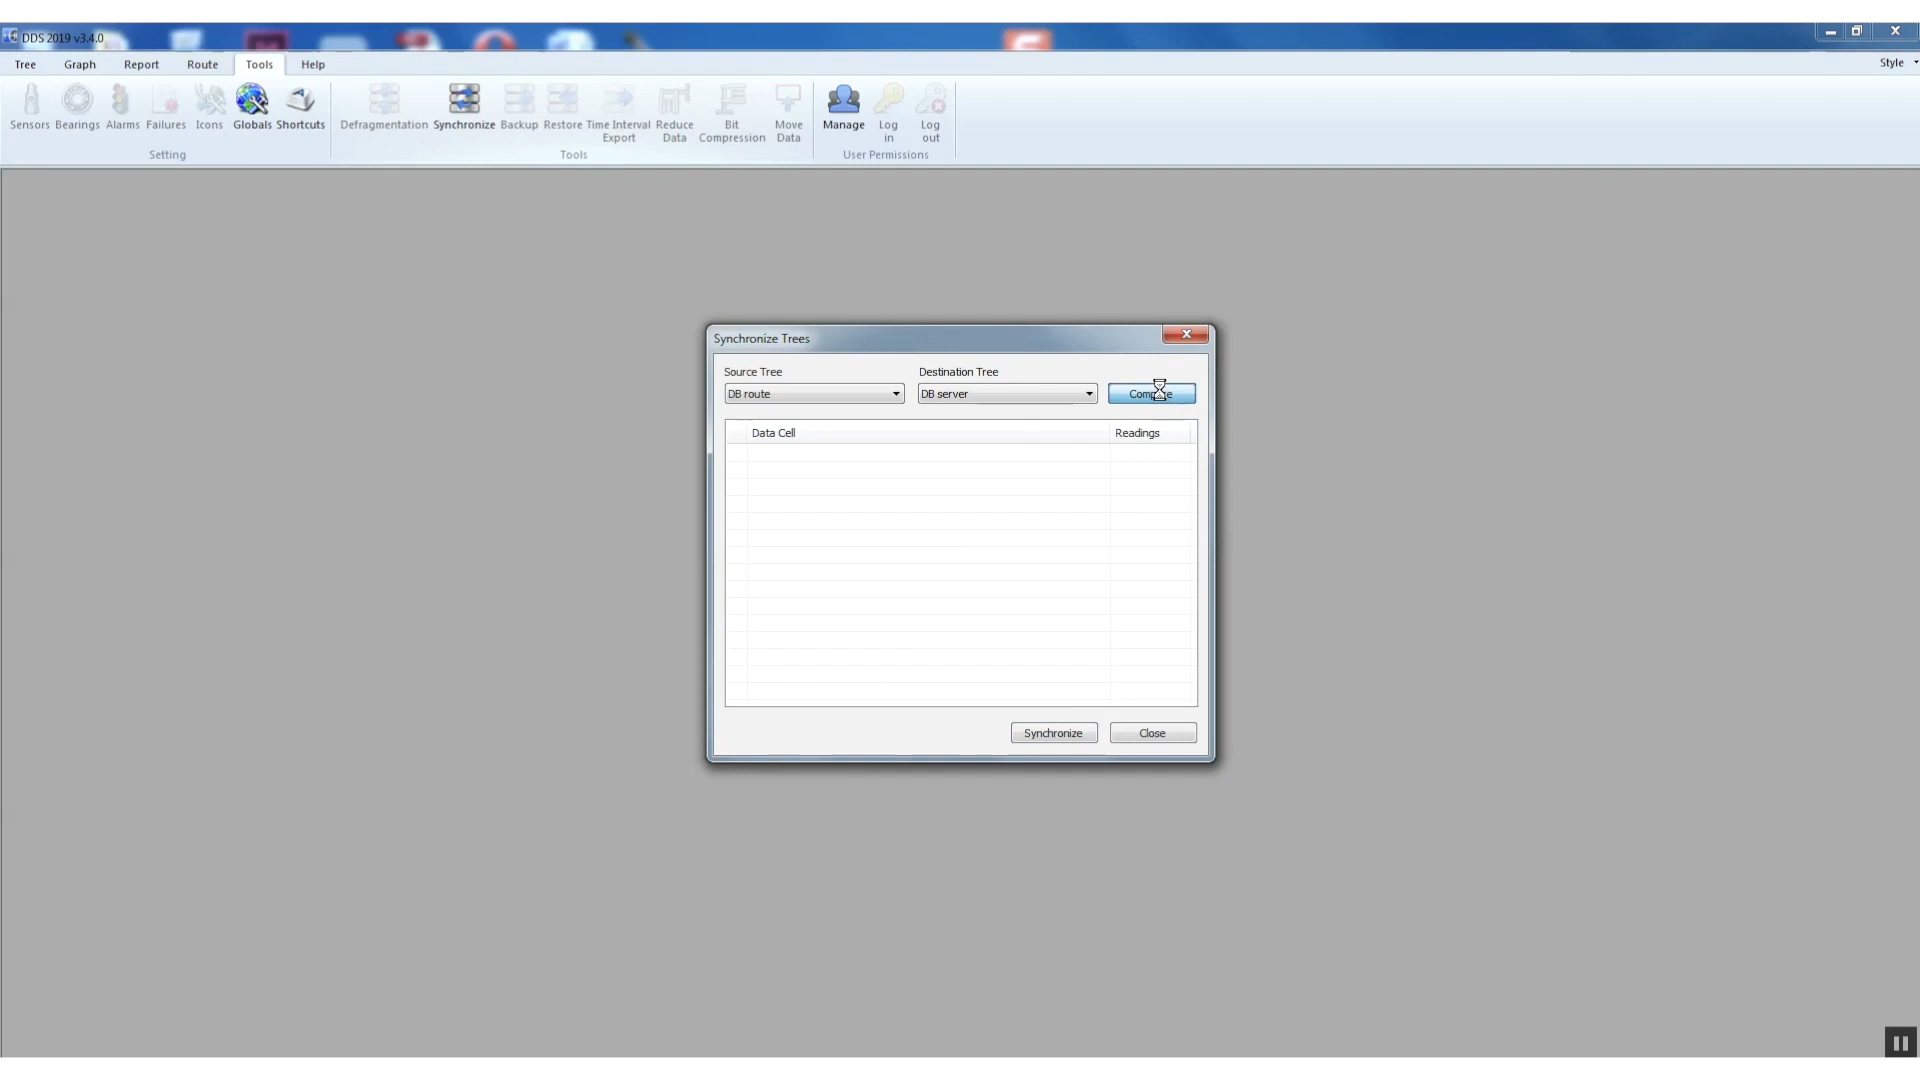 DDS 2019 v3.4.0
Tree Graph Report Route Tools Help Style
Sensors Bearings Alarms Failures Icons Globals Shortcuts Defragmentation Synchronize Backup Restore Time Interval Reduce Bit Move Manage Log Log
Export Data Compression Data in out
Setting Tools User Permissions
Synchronize Trees
Source Tree Destination Tree
DB route DB server
Data Cell Readings
Synchronize Close